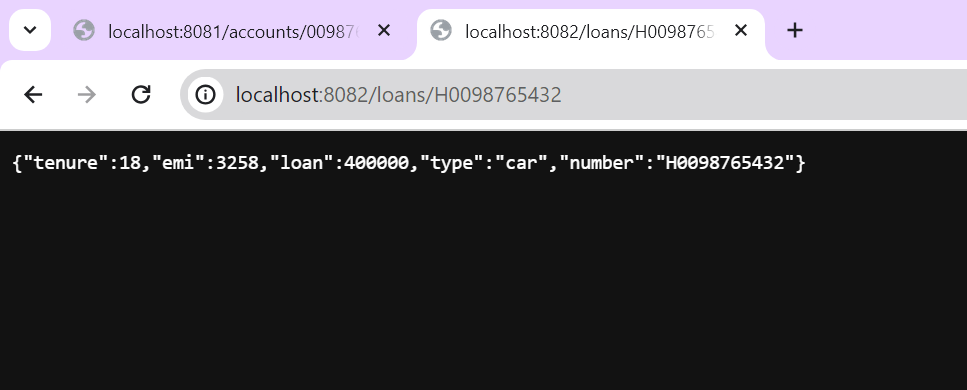 localhost:8081/accounts/00987
localhost:8082/loans/H0098765
localhost:8082/loans/H0098765432
{"tenure":18,"emi":3258,"loan":400000,"type":"car","number":"H0098765432"}